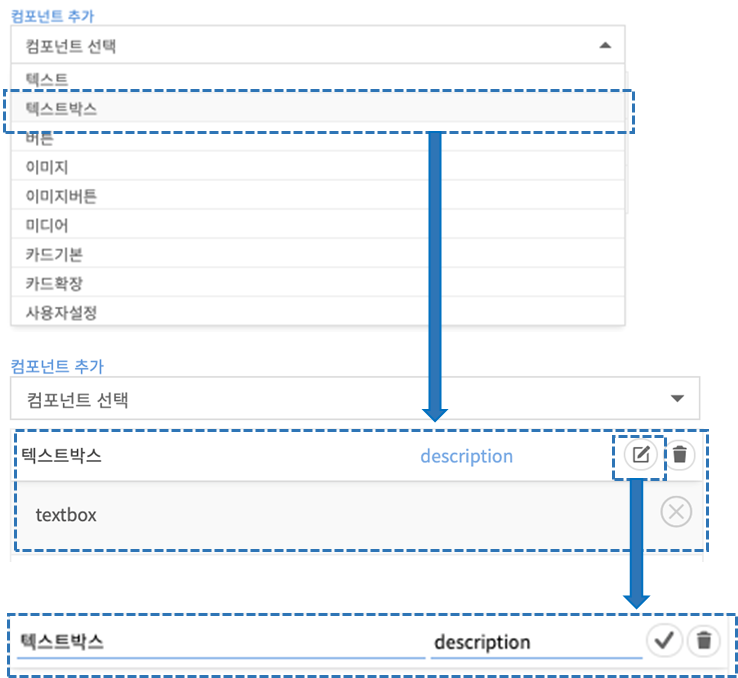 컴포넌트 추가
컴포넌트 선택
텍스트
텍스트박스
버튼
이미지
이미지버튼
미디어
카드기본
카드확장
사용자설정
컴포넌트 추가
컴포넌트 선택
텍스트박스 description
textbox
텍스트박스 description